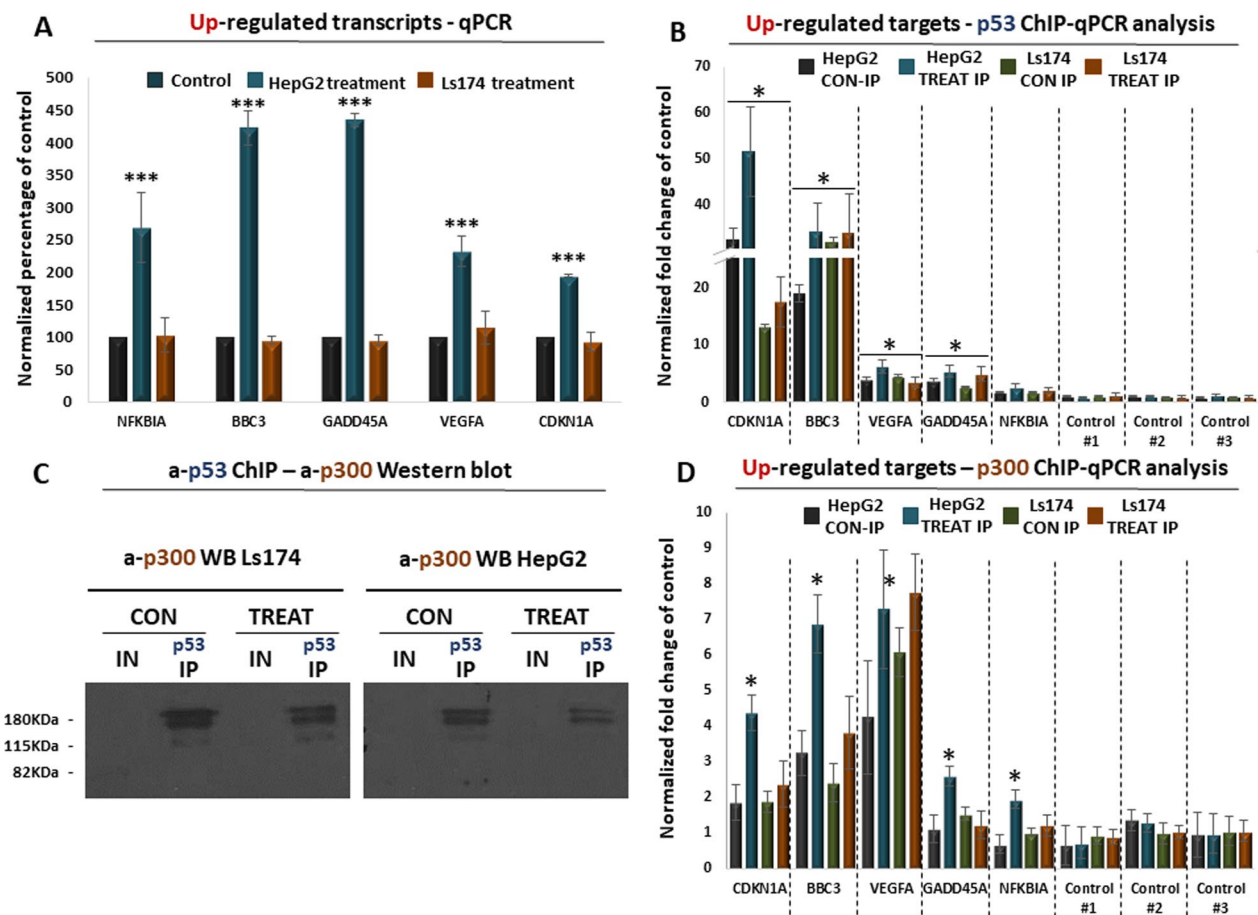 A
Up-regulated transcripts - qPCR
Normalized percentage of control
500
450
400
350
300
250
200
150
100
50
0
Control
HepG2 treatment
Ls174 treatment
***
***
***
***
***
NFKBIA
BBC3
GADD45A
VEGFA
CDKN1A
B
Up-regulated targets - p53 ChIP-qPCR analysis
Normalized fold change of control
70
60
50
40
20
10
0
HepG2
CON-IP
HepG2
TREAT IP
Ls174
CON IP
Ls174
TREAT IP
*
*
*
*
CDKN1A
BBC3
VEGFA
GADD45A
NFKBIA
Control
#1
Control
#2
Control
#3
C
a-p53 ChIP – a-p300 Western blot
a-p300 WB Ls174
a-p300 WB HepG2
CON
TREAT
CON
TREAT
IN
p53
IP
IN
p53
IP
IN
p53
IP
IN
p53
IP
180KDa -
115KDa -
82KDa -
D
Up-regulated targets – p300 ChIP-qPCR analysis
Normalized fold change of control
10
9
8
7
6
5
4
3
2
1
0
HepG2
CON-IP
HepG2
TREAT IP
Ls174
CON IP
Ls174
TREAT IP
*
*
*
*
*
CDKN1A
BBC3
VEGFA
GADD45A
NFKBIA
Control
#1
Control
#2
Control
#3